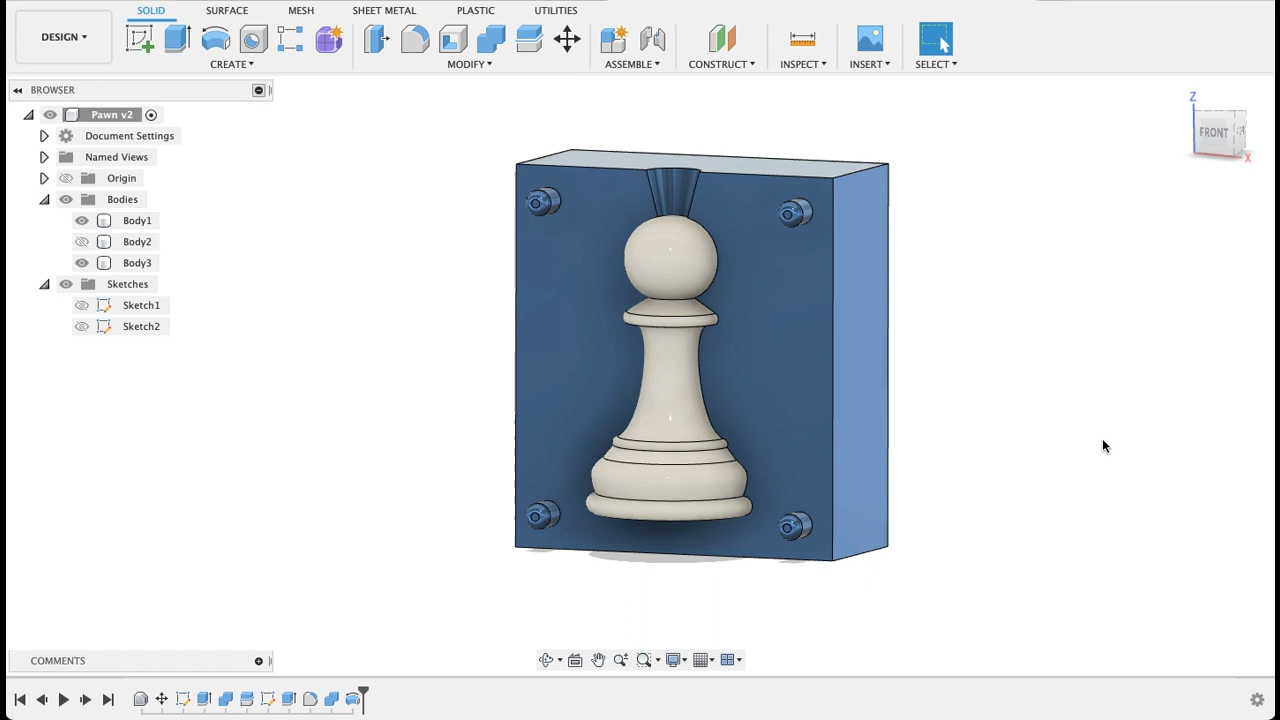 SOLID SURFACE MESH SHEET METAL PLASTIC UTILITIES
DESIGN
CREATE MODIFY ASSEMBLE CONSTRUCT INSPECT INSERT SELECT
BROWSER
Pawn v2
Document Settings
Named Views
Origin
Bodies
Body1
Body2
Body3
Sketches
Sketch1
Sketch2
Z
FRONT
X
COMMENTS